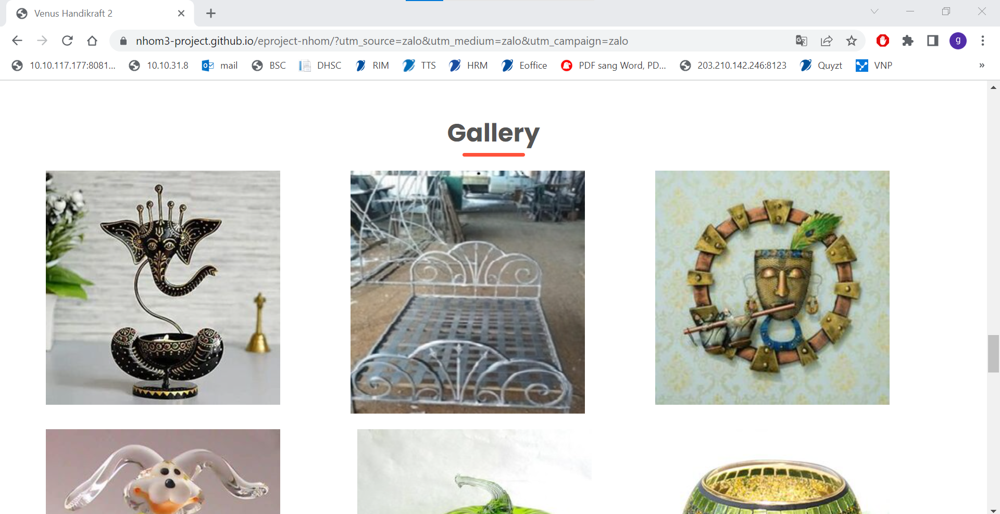 Venus Handikraft 2
nhom3-project.github.io/eproject-nhom/?utm_source=zalo&utm_medium=zalo&utm_campaign=zalo
g
10.10.117.177:8081... 10.10.31.8 mail BSC DHSC RIM TTS HRM Eoffice PDF sang Word, PD... 203.210.142.246:8123 Quyzt VNP »
Gallery